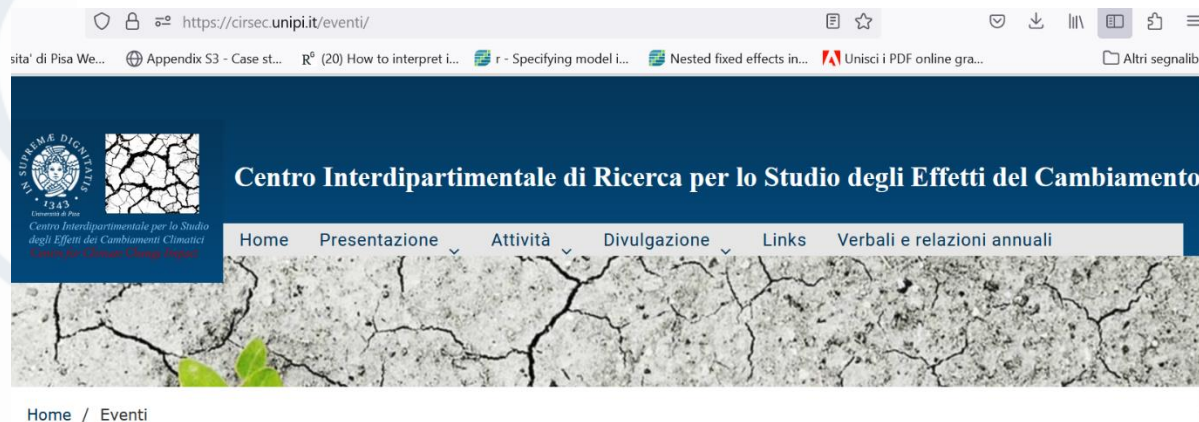 https://cirsec.unipi.it/eventi/
sita' di Pisa We... Appendix S3 - Case st... R⁶ (20) How to interpret i... r - Specifying model i... Nested fixed effects in... Unisci i PDF online gra... Altri segnalib
IN SUPREMÆ DIGNITATIS
1343
Università di Pisa
Centro Interdipartimentale per lo Studio
degli Effetti dei Cambiamenti Climatici
Centro Interdipartimentale di Ricerca per lo Studio degli Effetti del Cambiamento
Home Presentazione Attività Divulgazione Links Verbali e relazioni annuali
Home / Eventi